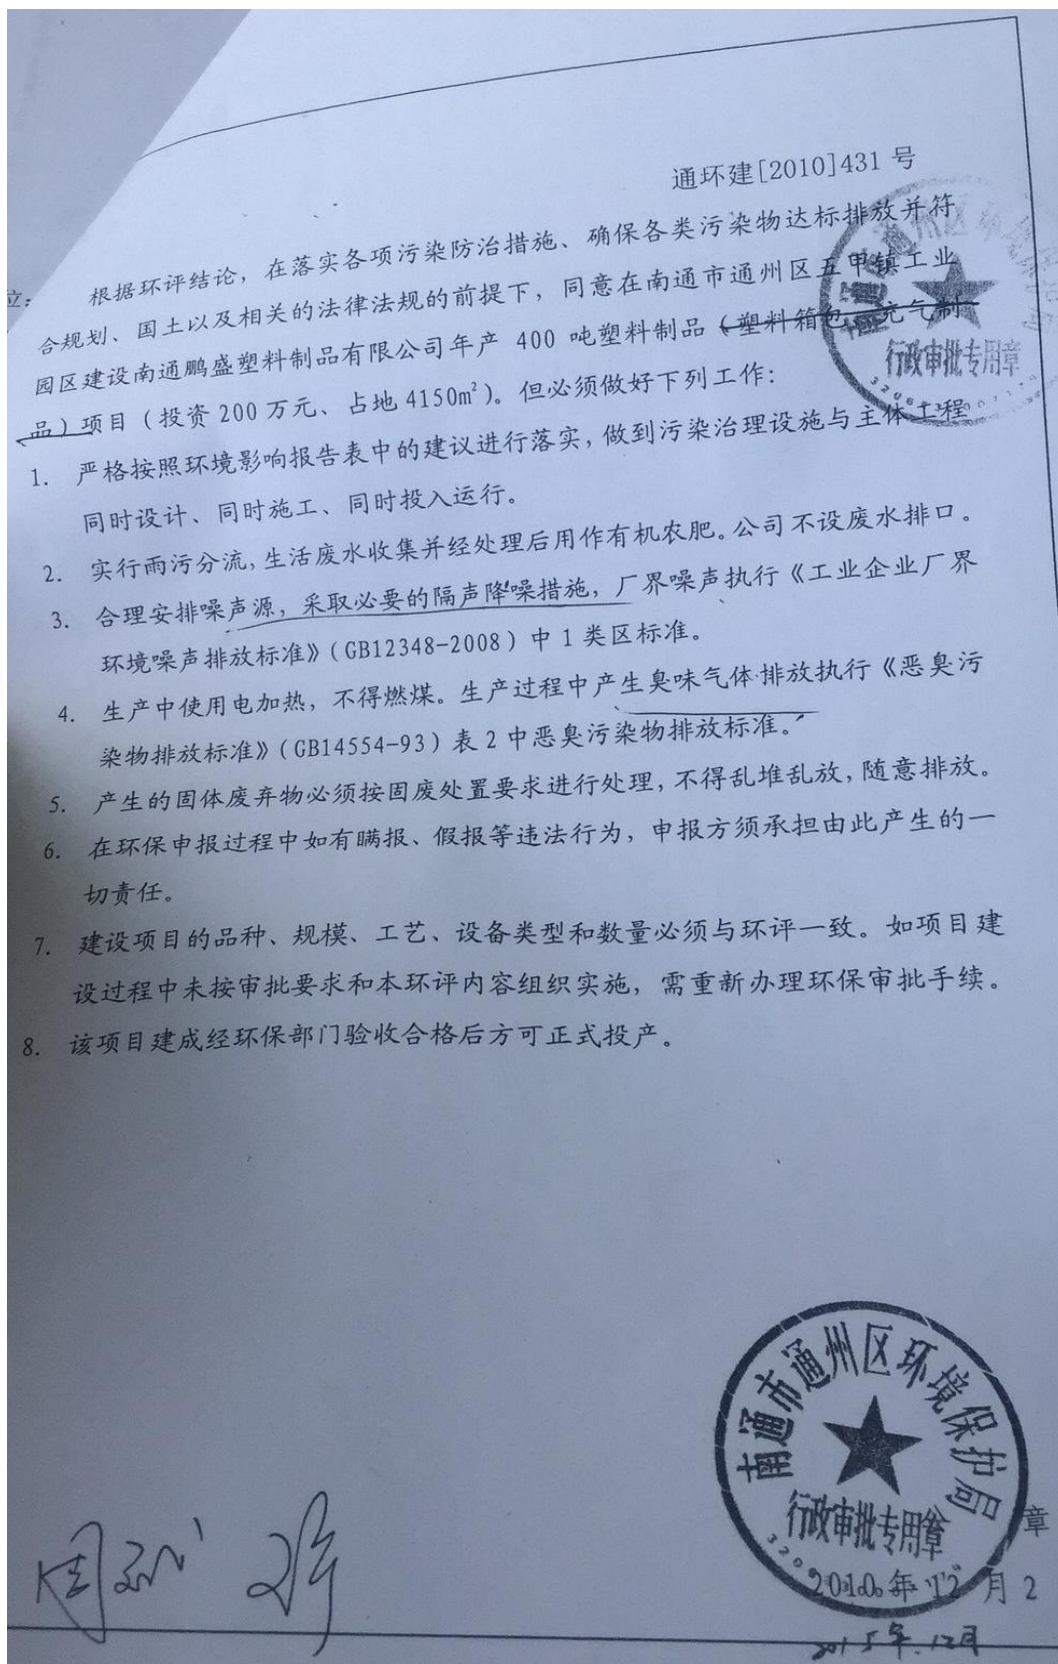 通环建[2010]431 号
立: 根据环评结论，在落实各项污染防治措施、确保各类污染物达标排放并符
合规划、国土以及相关的法律法规的前提下，同意在南通市通州区五甲镇工业
园区建设南通鹏盛塑料制品有限公司年产 400 吨塑料制品（塑料箱包、充气制
品）项目（投资 200 万元、占地 4150m²）。但必须做好下列工作：
1. 严格按照环境影响报告表中的建议进行落实，做到污染治理设施与主体工程
同时设计、同时施工、同时投入运行。
2. 实行雨污分流，生活废水收集并经处理后用作有机农肥。公司不设废水排口。
3. 合理安排噪声源，采取必要的隔声降噪措施，厂界噪声执行《工业企业厂界
环境噪声排放标准》（GB12348-2008）中 1 类区标准。
4. 生产中使用电加热，不得燃煤。生产过程中产生臭味气体排放执行《恶臭污
染物排放标准》（GB14554-93）表 2 中恶臭污染物排放标准。
5. 产生的固体废弃物必须按固废处置要求进行处理，不得乱堆乱放，随意排放。
6. 在环保申报过程中如有瞒报、假报等违法行为，申报方须承担由此产生的一
切责任。
7. 建设项目的品种、规模、工艺、设备类型和数量必须与环评一致。如项目建
设过程中未按审批要求和本环评内容组织实施，需重新办理环保审批手续。
8. 该项目建成经环保部门验收合格后方可正式投产。
行政审批专用章
南通市通州区环境保护局
行政审批专用章
章
2010 年 12 月 2
2015年.12月